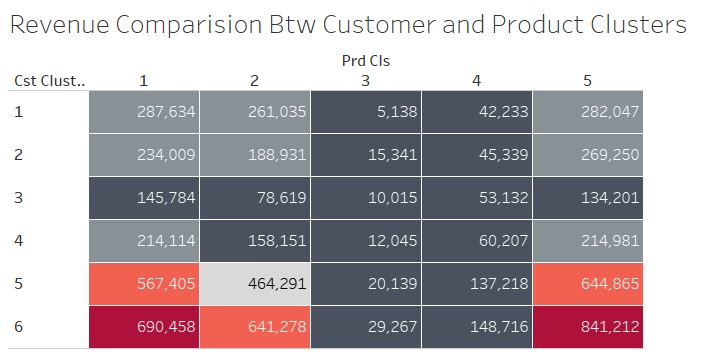 Revenue Comparision Btw Customer and Product Clusters
Prd Cls
Cst Clust.. 1 2 3 4 5
1 287,634 261,035 5,138 42,233 282,047
2 234,009 188,931 15,341 45,339 269,250
3 145,784 78,619 10,015 53,132 134,201
4 214,114 158,151 12,045 60,207 214,981
5 567,405 464,291 20,139 137,218 644,865
6 690,458 641,278 29,267 148,716 841,212